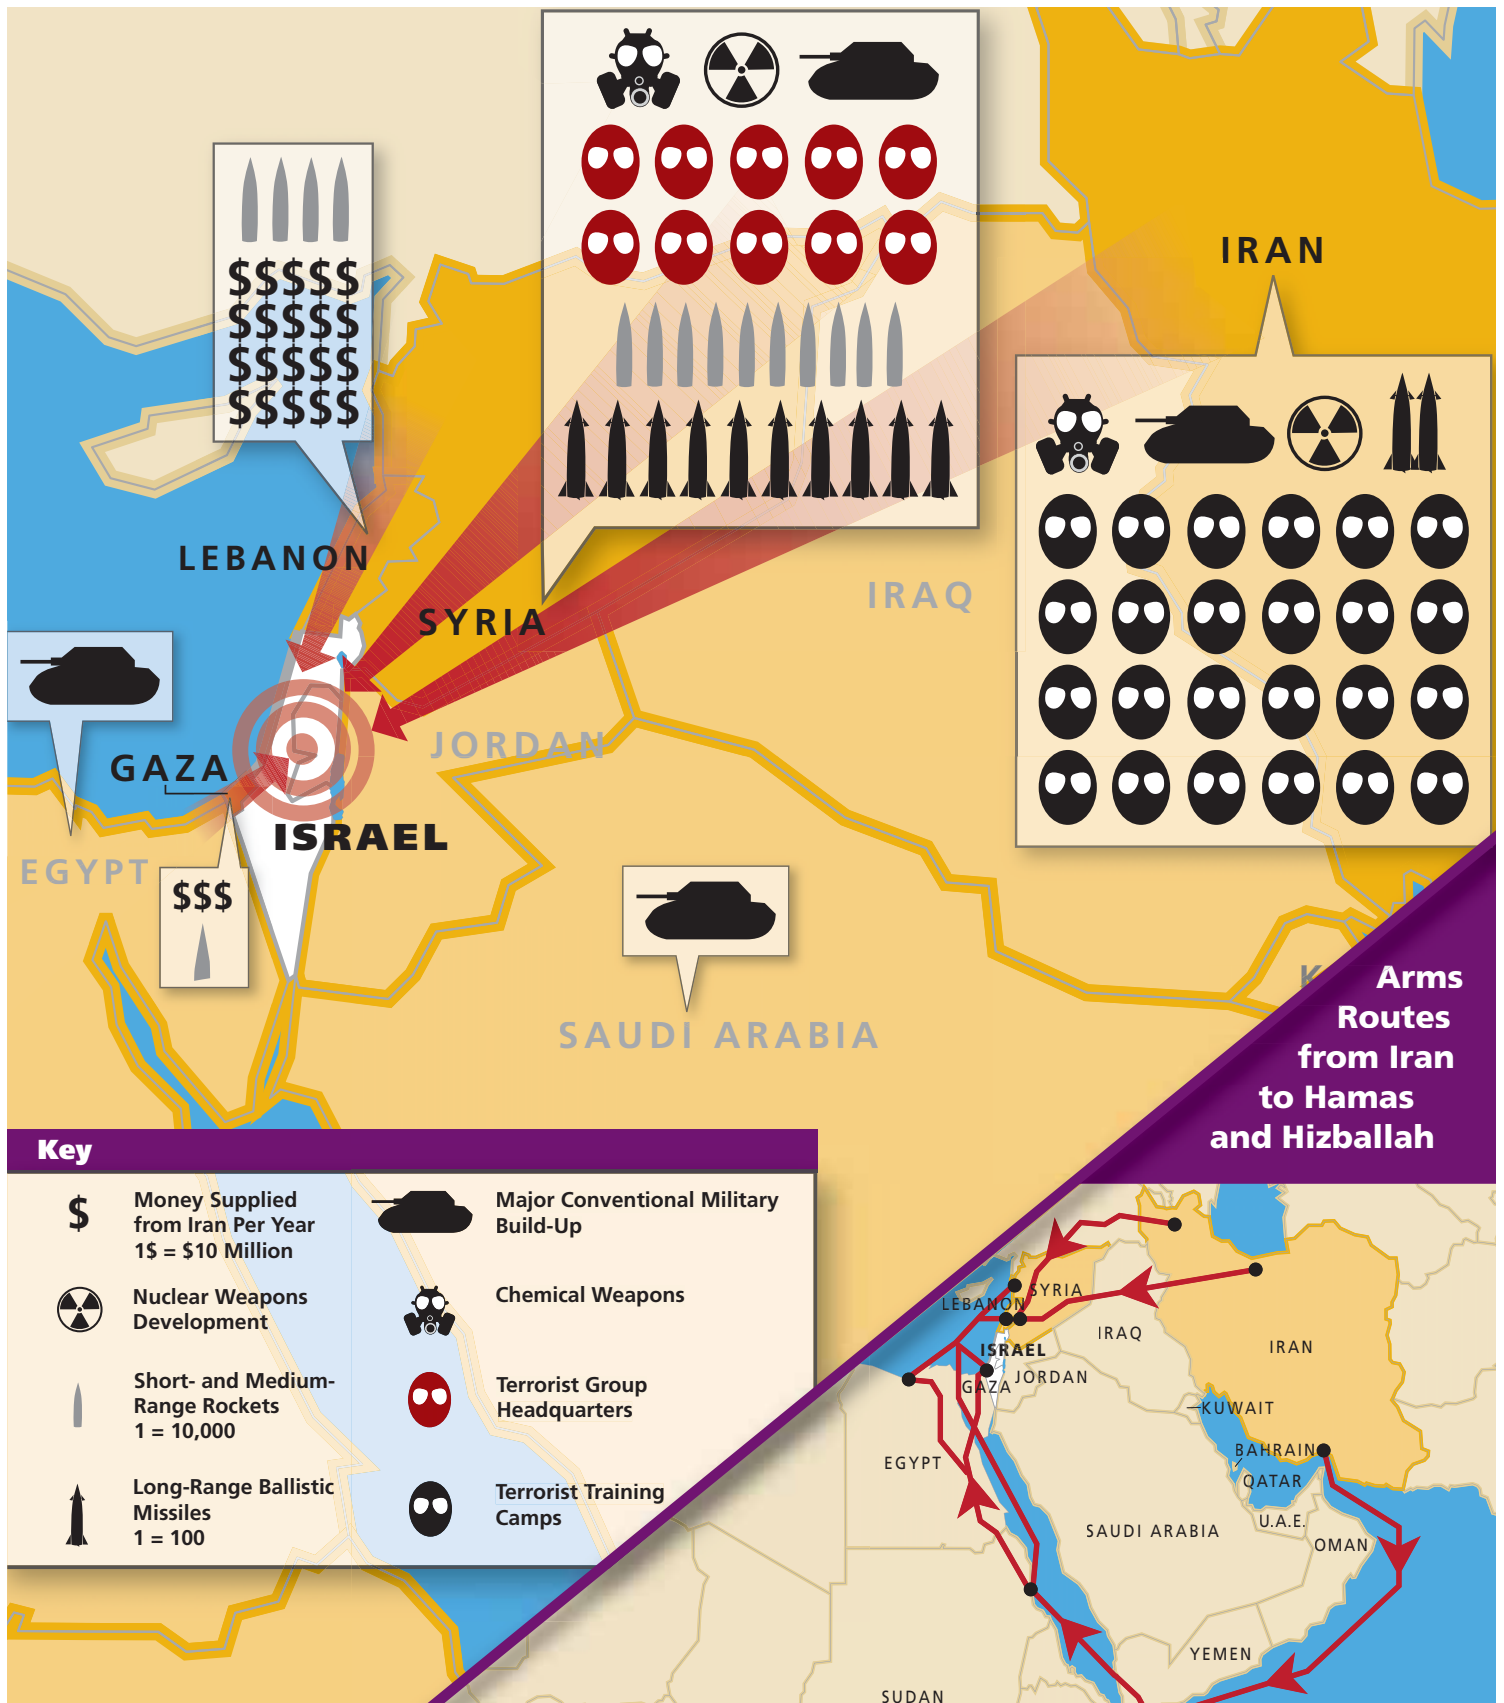 $$$$$
$$$$$
$$$$$
$$$$$
IRAN
LEBANON
SYRIA
IRAQ
JORDAN
GAZA
ISRAEL
EGYPT
$$$
SAUDI ARABIA
K
Arms
Routes
from Iran
to Hamas
and Hizballah
Key
$
Money Supplied
from Iran Per Year
1$ = $10 Million
Major Conventional Military
Build-Up
Nuclear Weapons
Development
Chemical Weapons
Short- and Medium-
Range Rockets
1 = 10,000
Terrorist Group
Headquarters
Long-Range Ballistic
Missiles
1 = 100
Terrorist Training
Camps
SYRIA
LEBANON
IRAQ
IRAN
ISRAEL
JORDAN
GAZA
KUWAIT
BAHRAIN
EGYPT
QATAR
U.A.E.
SAUDI ARABIA
OMAN
YEMEN
SUDAN